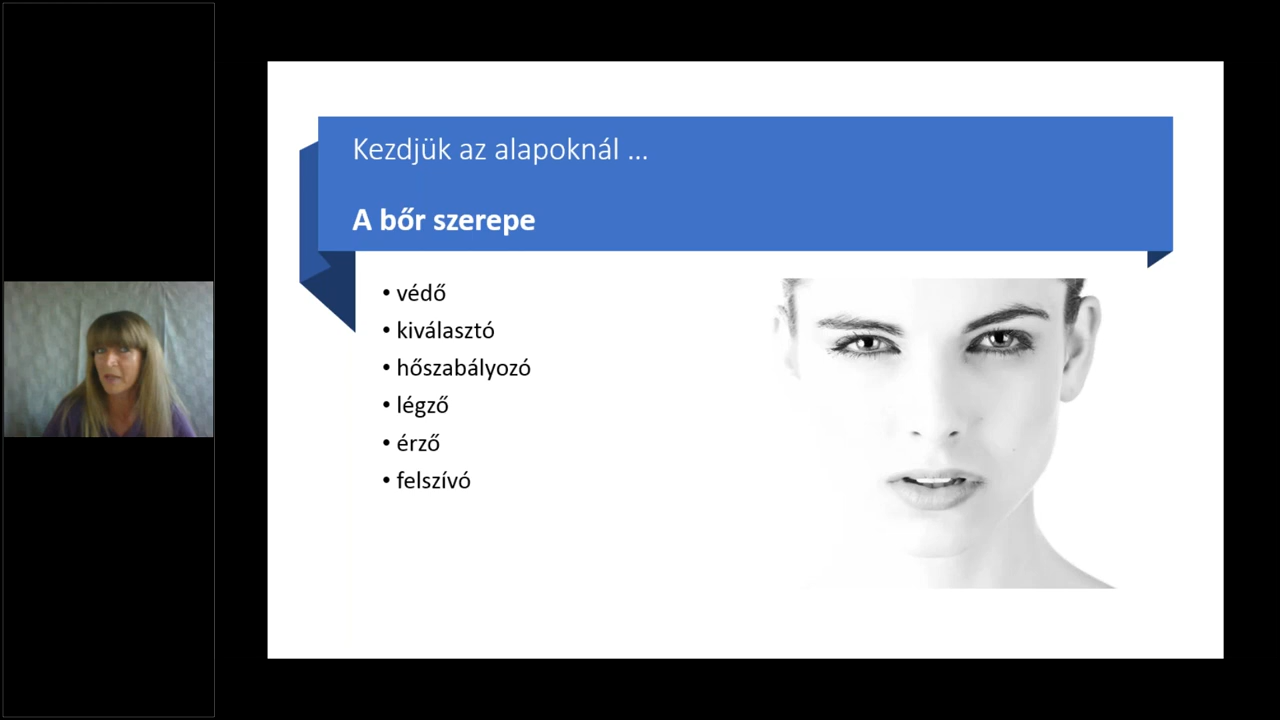 Kezdjük az alapoknál ...
A bőr szerepe
• védő
• kiválasztó
• hőszabályozó
• légző
• érző
• felszívó